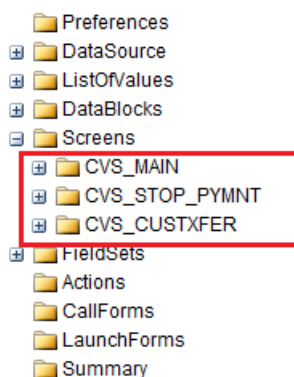 Preferences
DataSource
ListOfValues
DataBlocks
Screens
CVS_MAIN
CVS_STOP_PYMNT
CVS_CUSTXFER
FieldSets
Actions
CallForms
LaunchForms
Summary